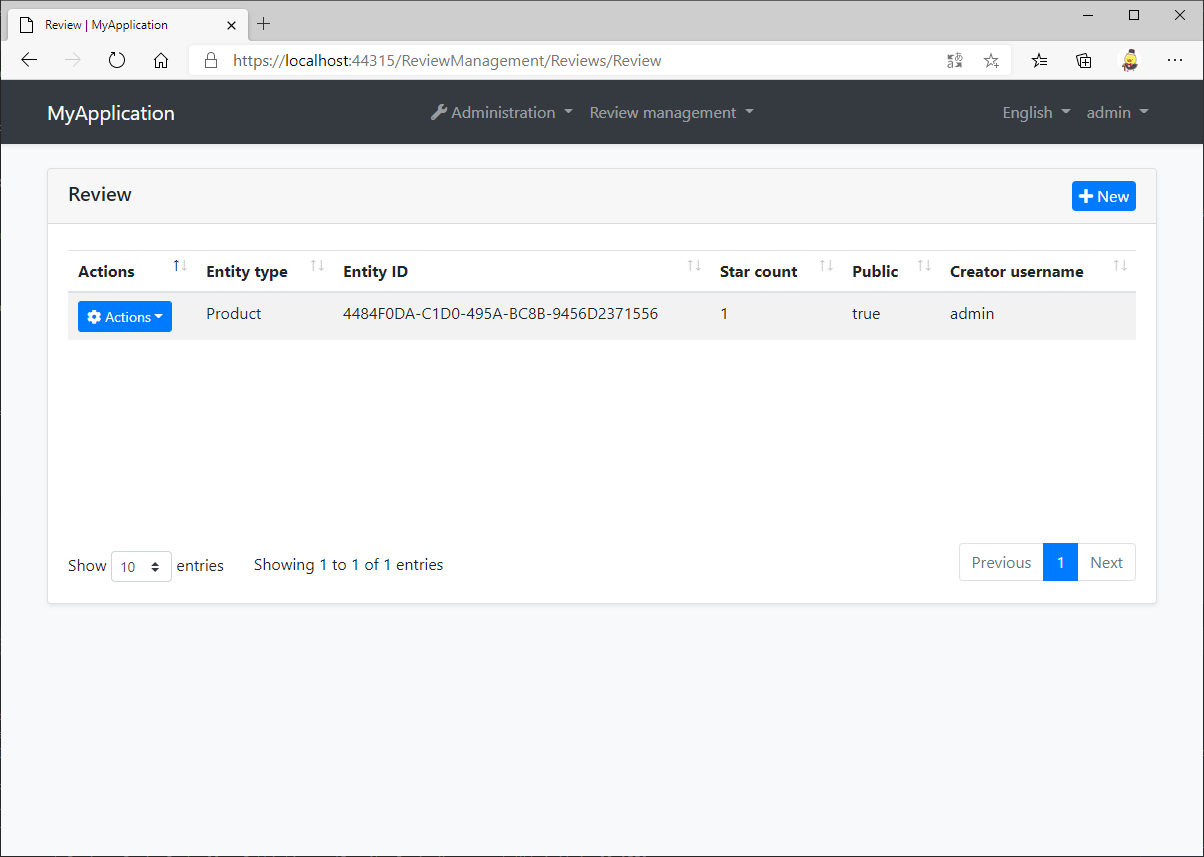 Review | MyApplication
https://localhost:44315/ReviewManagement/Reviews/Review
MyApplication Administration Review management English admin
Review New
Actions Entity type Entity ID Star count Public Creator username
Actions Product 4484F0DA-C1D0-495A-BC8B-9456D2371556 1 true admin
Show 10 entries Showing 1 to 1 of 1 entries Previous 1 Next